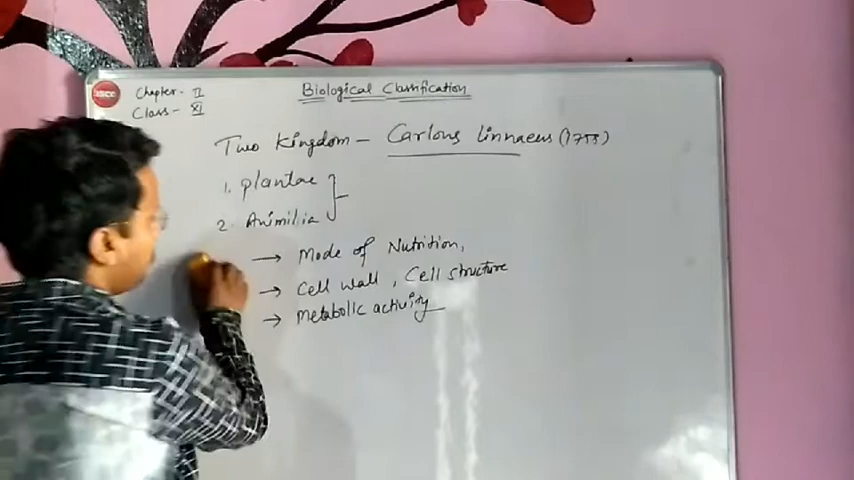 Chapter - II
Class - XI
Biological Classification
Two Kingdom - Carlous linnaeus (1758)
1. plantae
2. Animilia
→ Mode of Nutrition,
→ Cell wall, Cell structure
→ Metabolic activity